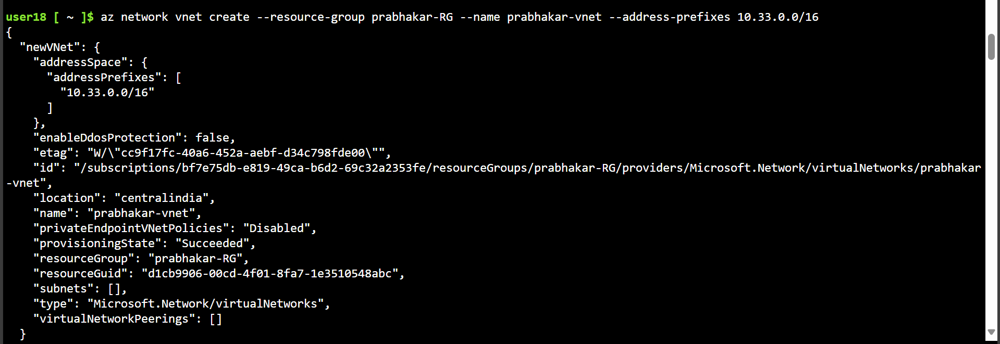 user18 [ ~ ]$ az network vnet create --resource-group prabhakar-RG --name prabhakar-vnet --address-prefixes 10.33.0.0/16
{
  "newVNet": {
    "addressSpace": {
      "addressPrefixes": [
        "10.33.0.0/16"
      ]
    },
    "enableDdosProtection": false,
    "etag": "W/\"cc9f17fc-40a6-452a-aebf-d34c798fde00\"",
    "id": "/subscriptions/bf7e75db-e819-49ca-b6d2-69c32a2353fe/resourceGroups/prabhakar-RG/providers/Microsoft.Network/virtualNetworks/prabhakar
-vnet",
    "location": "centralindia",
    "name": "prabhakar-vnet",
    "privateEndpointVNetPolicies": "Disabled",
    "provisioningState": "Succeeded",
    "resourceGroup": "prabhakar-RG",
    "resourceGuid": "d1cb9906-00cd-4f01-8fa7-1e3510548abc",
    "subnets": [],
    "type": "Microsoft.Network/virtualNetworks",
    "virtualNetworkPeerings": []
  }